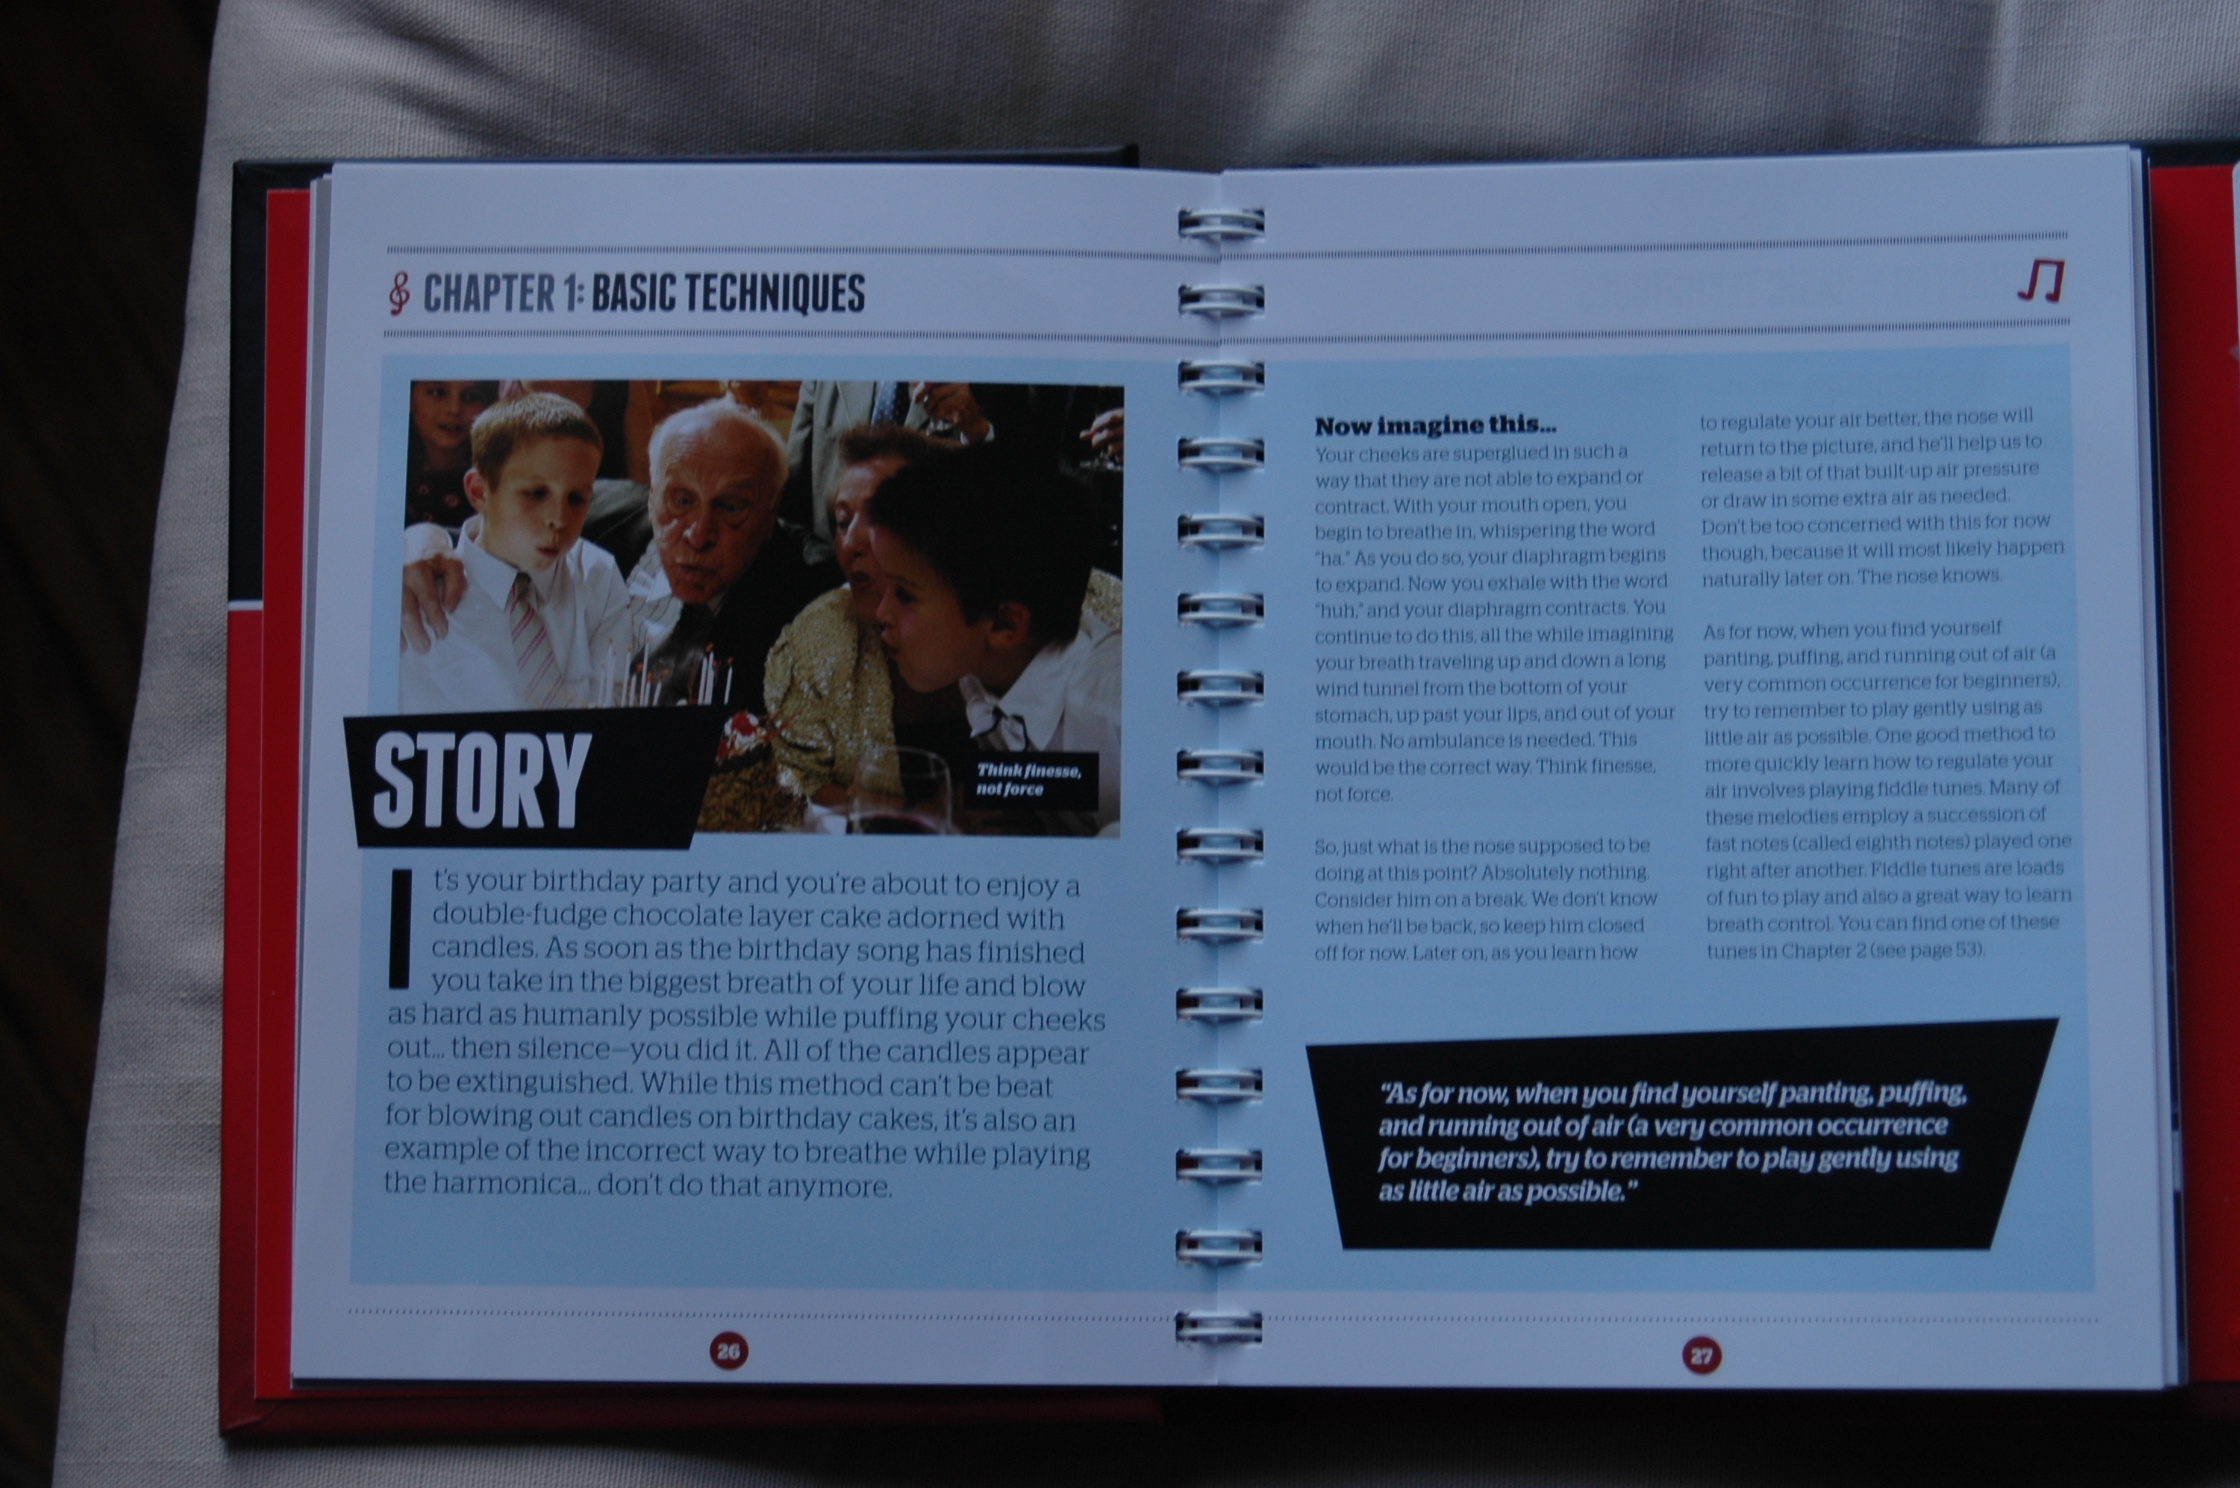 CHAPTER 1: BASIC TECHNIQUES
STORY
Think finesse,
not force
It's your birthday party and you're about to enjoy a
double-fudge chocolate layer cake adorned with
candles. As soon as the birthday song has finished
you take in the biggest breath of your life and blow
as hard as humanly possible while puffing your cheeks
out... then silence—you did it. All of the candles appear
to be extinguished. While this method can't be beat
for blowing out candles on birthday cakes, it's also an
example of the incorrect way to breathe while playing
the harmonica... don't do that anymore.
26
Now imagine this...
Your cheeks are superglued in such a
way that they are not able to expand or
contract. With your mouth open, you
begin to breathe in, whispering the word
"ha." As you do so, your diaphragm begins
to expand. Now you exhale with the word
"huh," and your diaphragm contracts. You
continue to do this, all the while imagining
your breath traveling up and down a long
wind tunnel from the bottom of your
stomach, up past your lips, and out of your
mouth. No ambulance is needed. This
would be the correct way. Think finesse,
not force.
So, just what is the nose supposed to be
doing at this point? Absolutely nothing.
Consider him on a break. We don't know
when he'll be back, so keep him closed
off for now. Later on, as you learn how
to regulate your air better, the nose will
return to the picture, and he'll help us to
release a bit of that built-up air pressure
or draw in some extra air as needed.
Don't be too concerned with this for now
though, because it will most likely happen
naturally later on. The nose knows.
As for now, when you find yourself
panting, puffing, and running out of air (a
very common occurrence for beginners),
try to remember to play gently using as
little air as possible. One good method to
more quickly learn how to regulate your
air involves playing fiddle tunes. Many of
these melodies employ a succession of
fast notes (called eighth notes) played one
right after another. Fiddle tunes are loads
of fun to play and also a great way to learn
breath control. You can find one of these
tunes in Chapter 2 (see page 53).
"As for now, when you find yourself panting, puffing,
and running out of air (a very common occurrence
for beginners), try to remember to play gently using
as little air as possible."
27